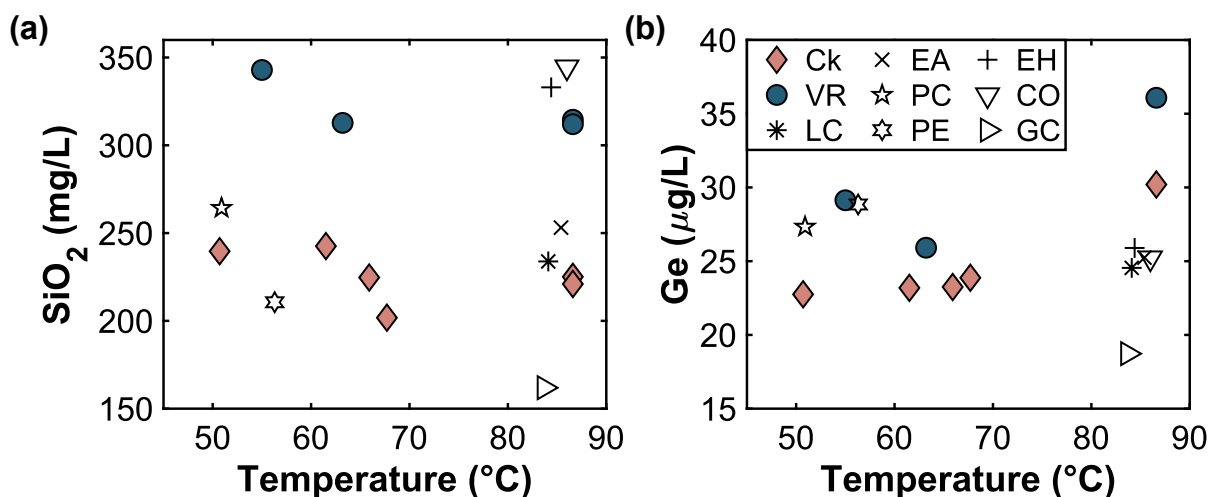 (a)
350
300
250
200
150
SiO2 (mg/L)
50 60 70 80 90
Temperature (°C)
(b)
40
35
30
25
20
15
Ge (μg/L)
Ck EA EH
VR PC CO
LC PE GC
50 60 70 80 90
Temperature (°C)